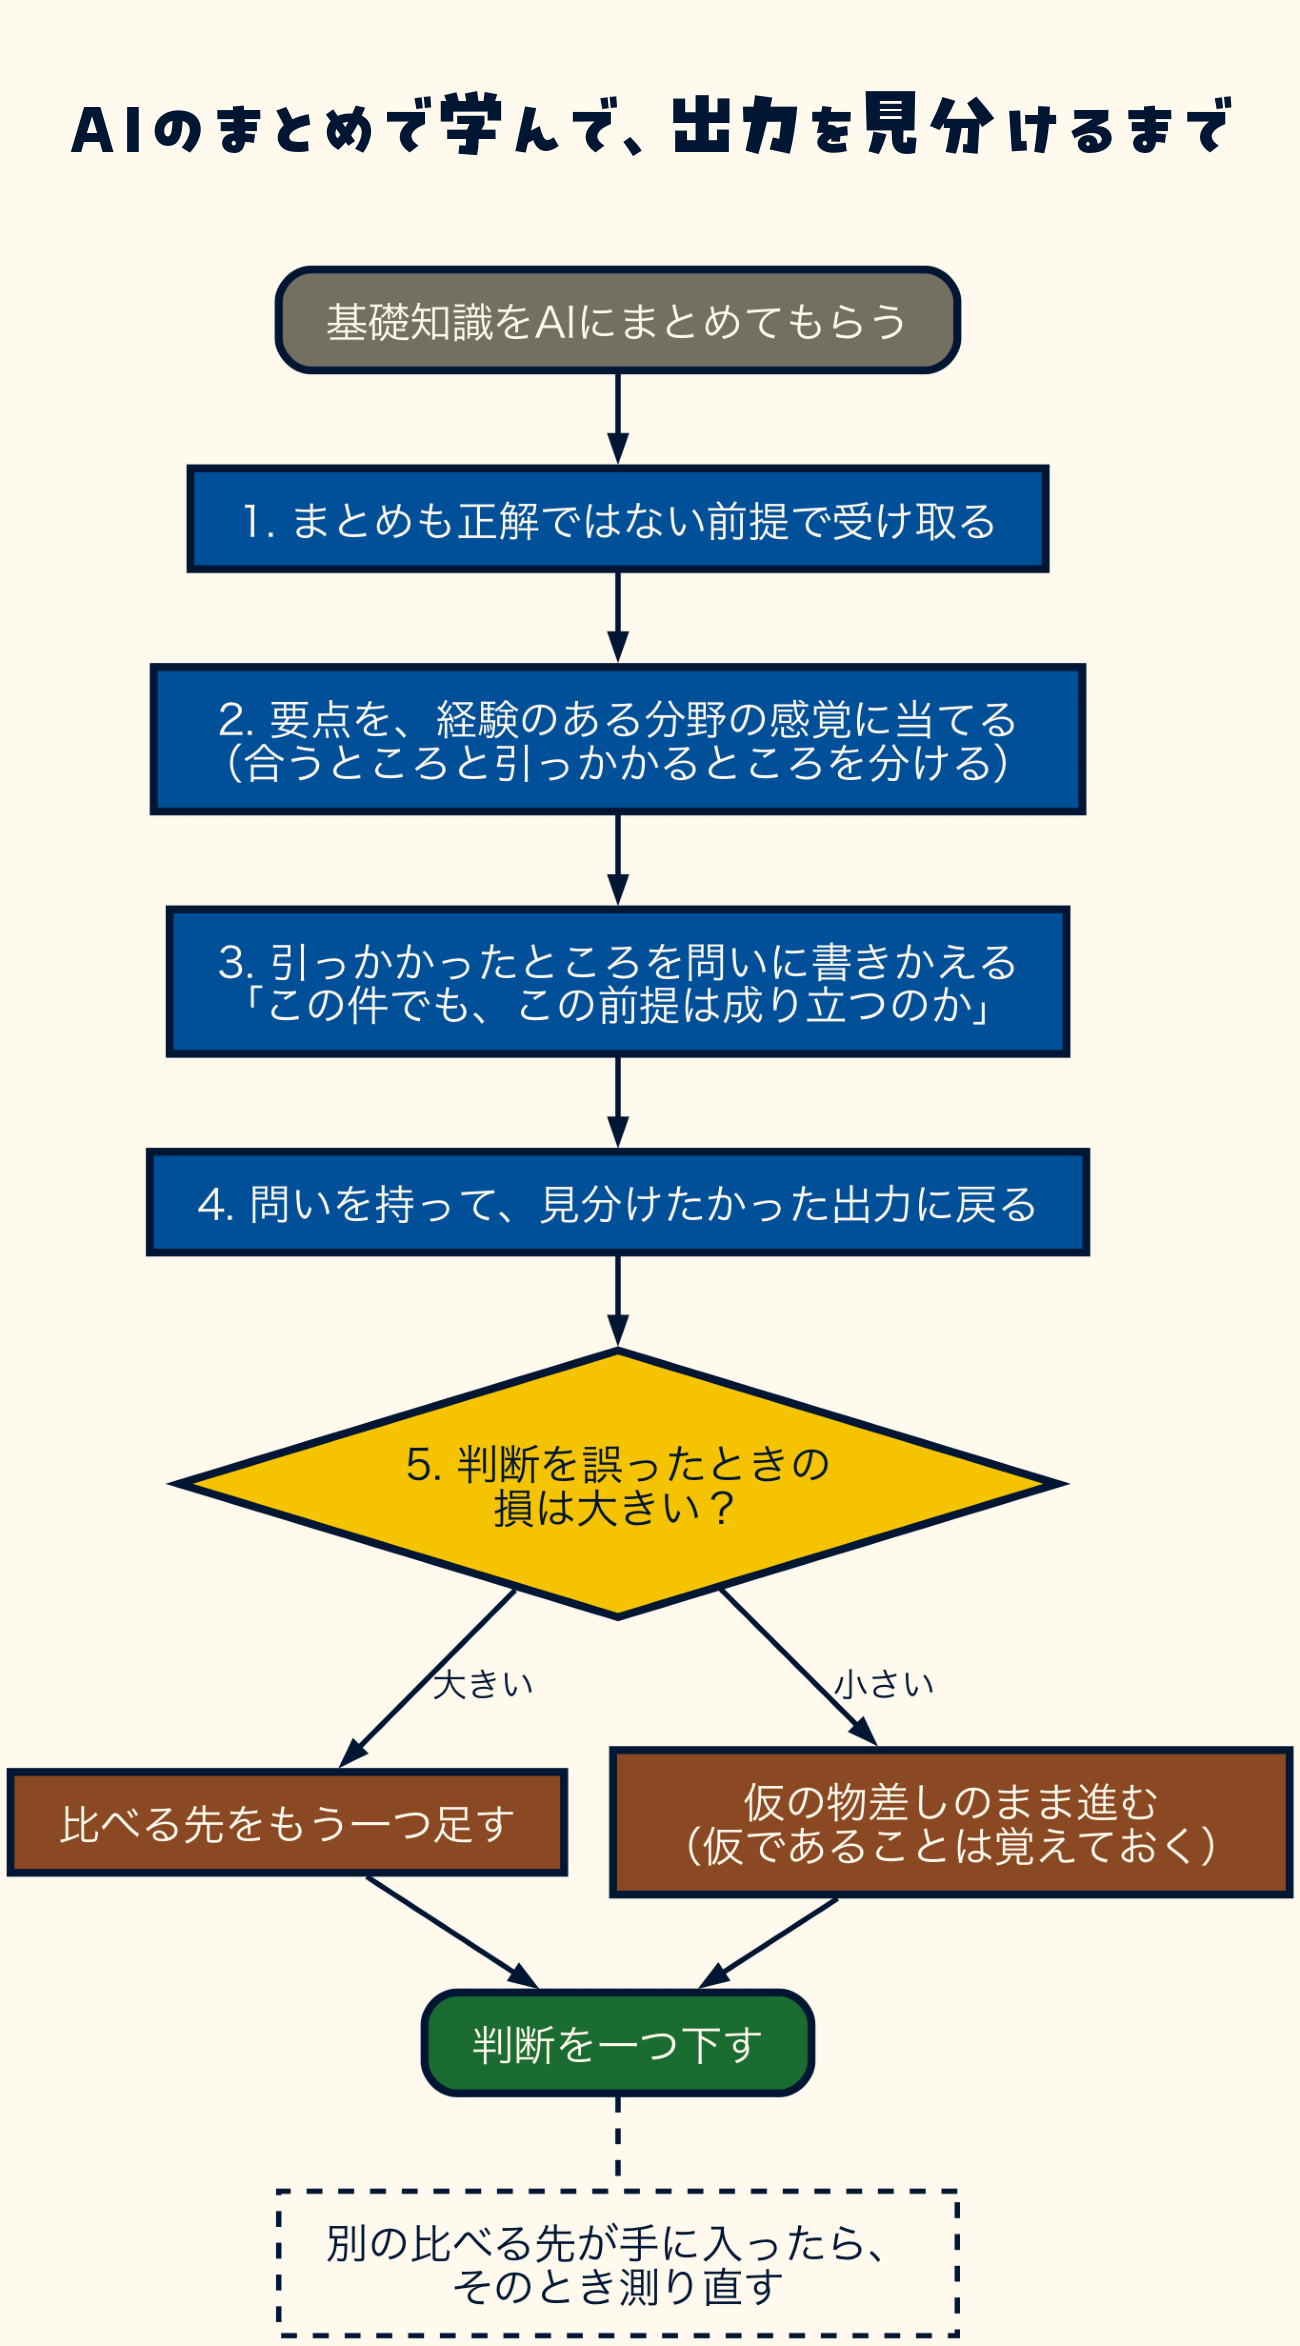 AIのまとめで学んで、出力を見分けるまで
基礎知識をAIにまとめてもらう
1. まとめも正解ではない前提で受け取る
2. 要点を、経験のある分野の感覚に当てる
（合うところと引っかかるところを分ける）
3. 引っかかったところを問いに書きかえる
「この件でも、この前提は成り立つのか」
4. 問いを持って、見分けたかった出力に戻る
5. 判断を誤ったときの
損は大きい？
大きい
小さい
比べる先をもう一つ足す
仮の物差しのまま進む
（仮であることは覚えておく）
判断を一つ下す
別の比べる先が手に入ったら、
そのとき測り直す